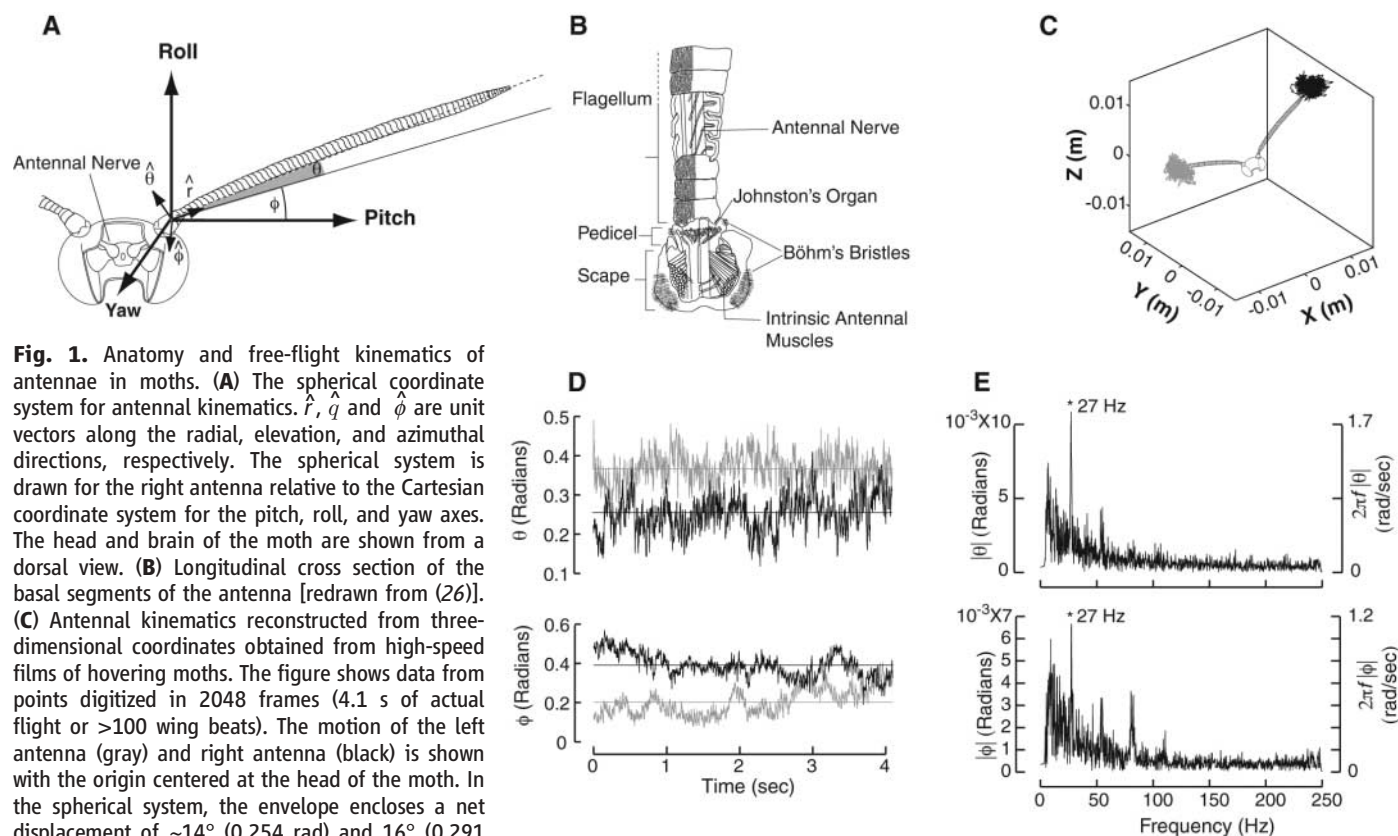 A
Roll
Antennal Nerve
θ̂
r̂
θ
ϕ
Pitch
ϕ̂
Yaw
B
Flagellum
Antennal Nerve
Johnston's Organ
Pedicel
Böhm's Bristles
Scape
Intrinsic Antennal
Muscles
C
Z (m)
0.01
0
-0.01
Y (m)
0.01
0
-0.01
X (m)
-0.01
0
0.01
Fig. 1. Anatomy and free-flight kinematics of
antennae in moths. (A) The spherical coordinate
system for antennal kinematics. r̂, q̂ and ϕ̂ are unit
vectors along the radial, elevation, and azimuthal
directions, respectively. The spherical system is
drawn for the right antenna relative to the Cartesian
coordinate system for the pitch, roll, and yaw axes.
The head and brain of the moth are shown from a
dorsal view. (B) Longitudinal cross section of the
basal segments of the antenna [redrawn from (26)].
(C) Antennal kinematics reconstructed from three-
dimensional coordinates obtained from high-speed
films of hovering moths. The figure shows data from
points digitized in 2048 frames (4.1 s of actual
flight or >100 wing beats). The motion of the left
antenna (gray) and right antenna (black) is shown
with the origin centered at the head of the moth. In
the spherical system, the envelope encloses a net
displacement of ~14° (0.254 rad) and 16° (0.291
D
θ (Radians)
0.5
0.4
0.3
0.2
0.1
ϕ (Radians)
0.6
0.4
0.2
0
0 1 2 3 4
Time (sec)
E
10⁻³X10
* 27 Hz
1.7
|θ| (Radians)
5
0
2πf |θ|
(rad/sec)
0
10⁻³X7
* 27 Hz
1.2
|ϕ| (Radians)
6
5
4
3
2
1
0
2πf |ϕ|
(rad/sec)
0
0 50 100 150 200 250
Frequency (Hz)